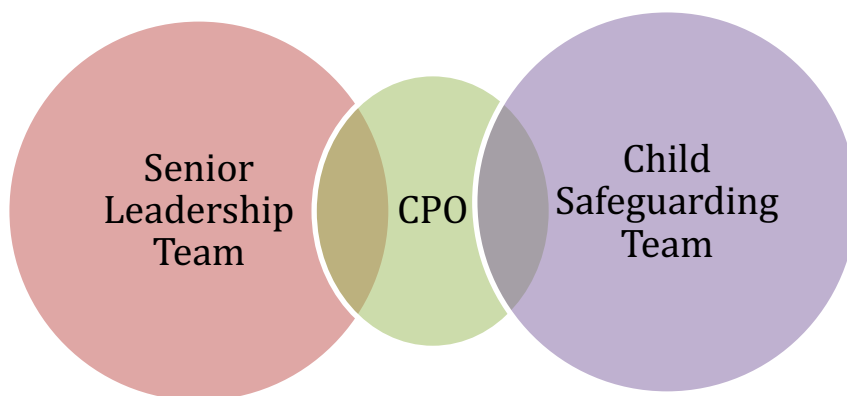 Senior
Leadership
Team
CPO
Child
Safeguarding
Team